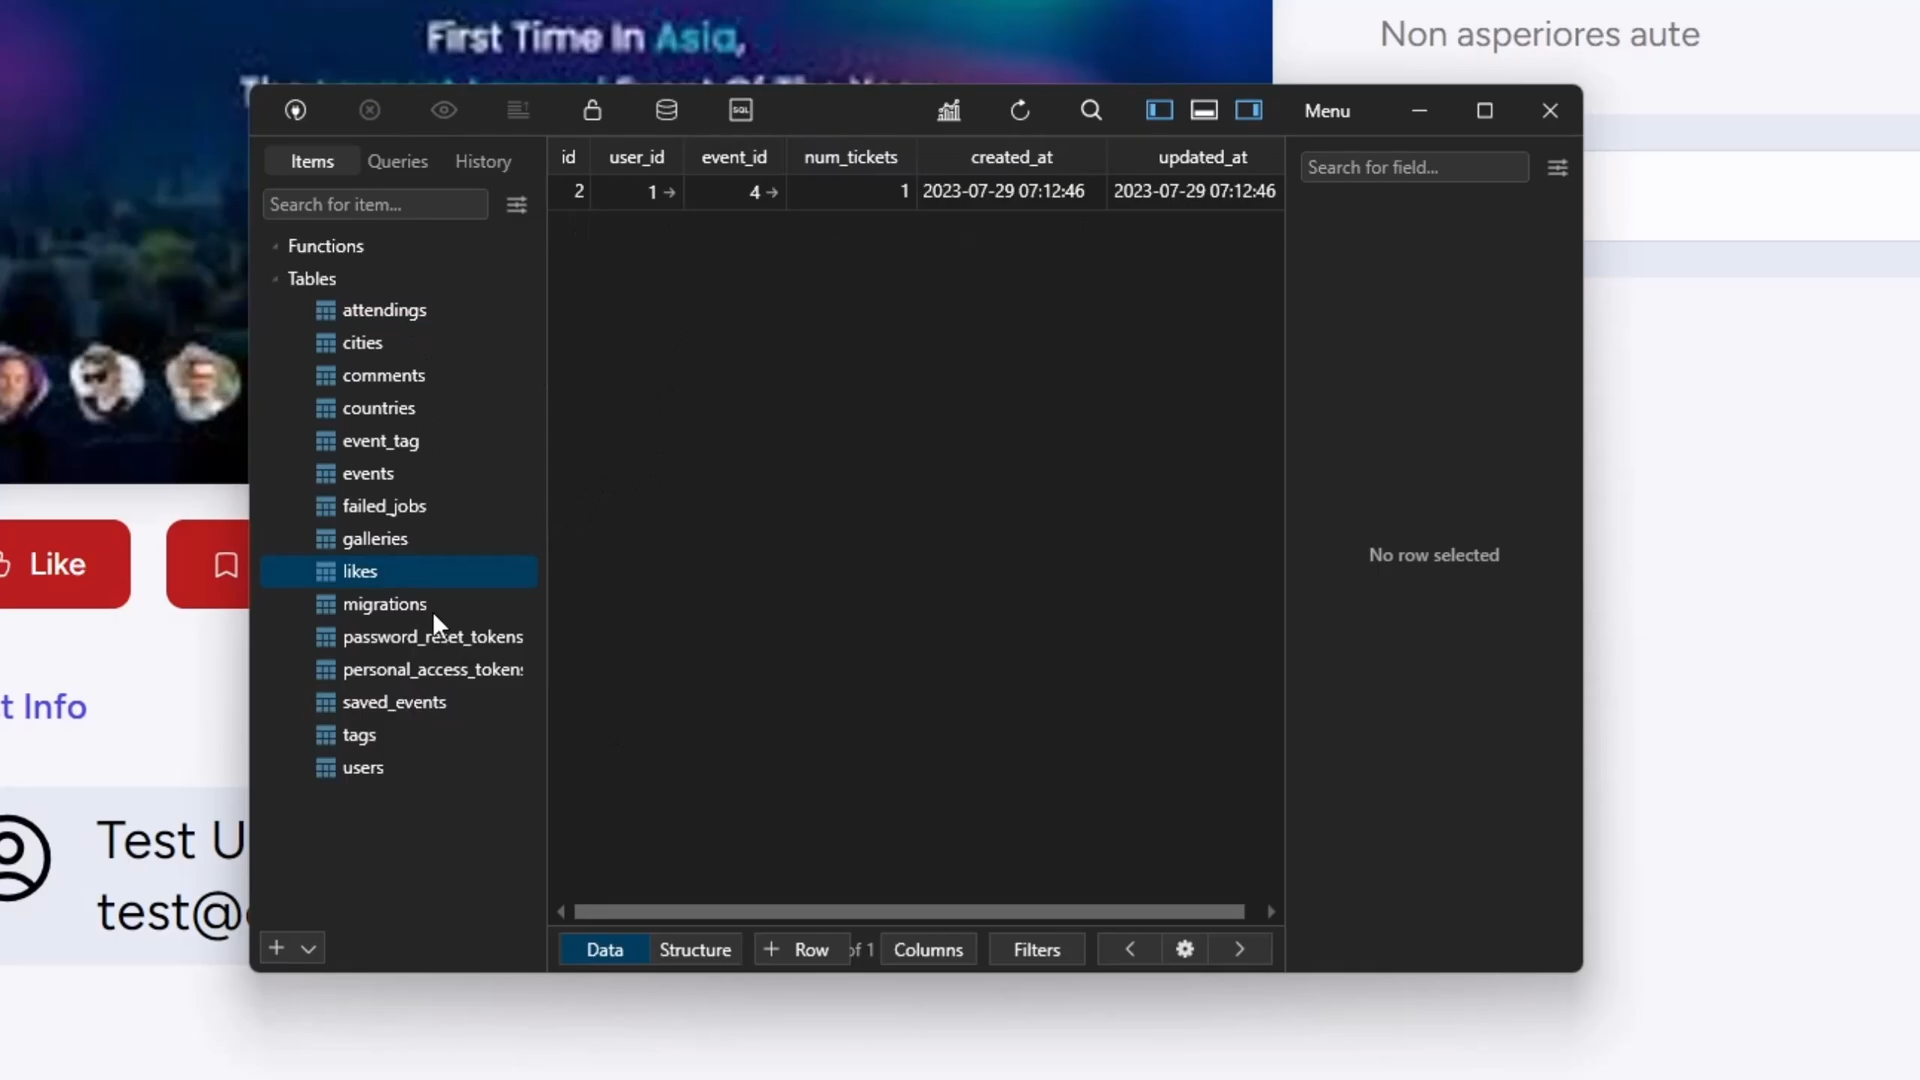 First Time In Asia,
Non asperiores aute
SQL
Menu
Items Queries History
Search for item...
Functions
Tables
attendings
cities
comments
countries
event_tag
events
failed_jobs
galleries
likes
migrations
password_reset_tokens
personal_access_tokens
saved_events
tags
users
id user_id event_id num_tickets created_at updated_at
2 1 → 4 → 1 2023-07-29 07:12:46 2023-07-29 07:12:46
Search for field...
No row selected
Data Structure + Row of 1 Columns Filters
Like
t Info
Test U
test@